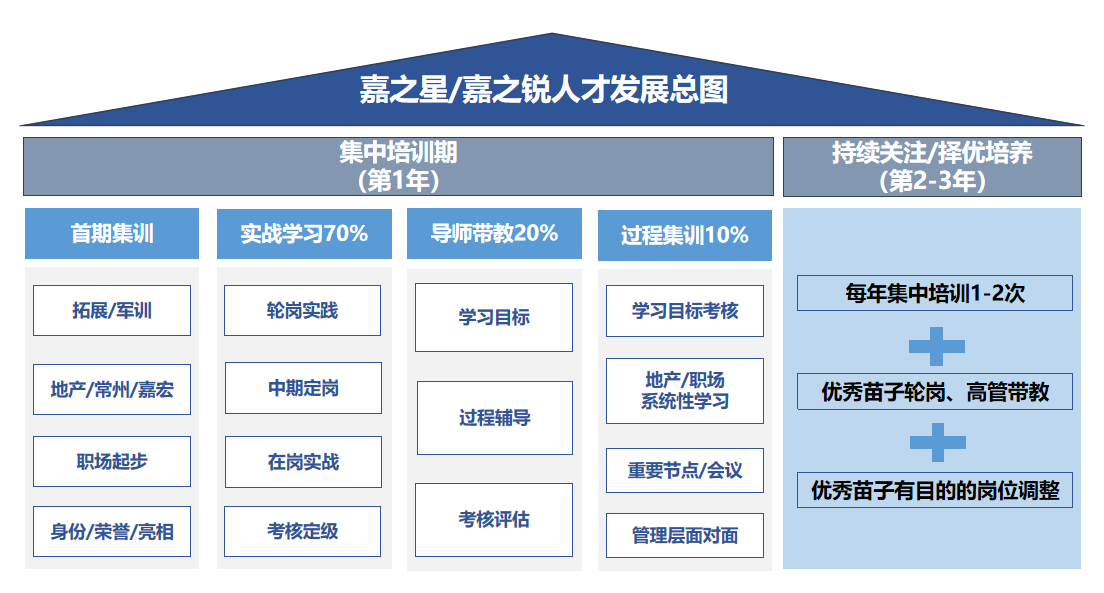 嘉之星/嘉之锐人才发展总图
集中培训期
（第1年）
持续关注/择优培养
（第2-3年）
首期集训
拓展/军训
地产/常州/嘉宏
职场起步
身份/荣誉/亮相
实战学习70%
轮岗实践
中期定岗
在岗实战
考核定级
导师带教20%
学习目标
过程辅导
考核评估
过程集训10%
学习目标考核
地产/职场
系统性学习
重要节点/会议
管理层面对面
每年集中培训1-2次
优秀苗子轮岗、高管带教
优秀苗子有目的的岗位调整